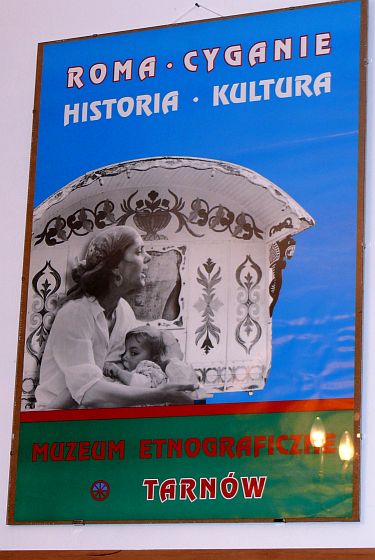 ROMA · CYGANIE
HISTORIA · KULTURA
MUZEUM ETNOGRAFICZNE
TARNÓW